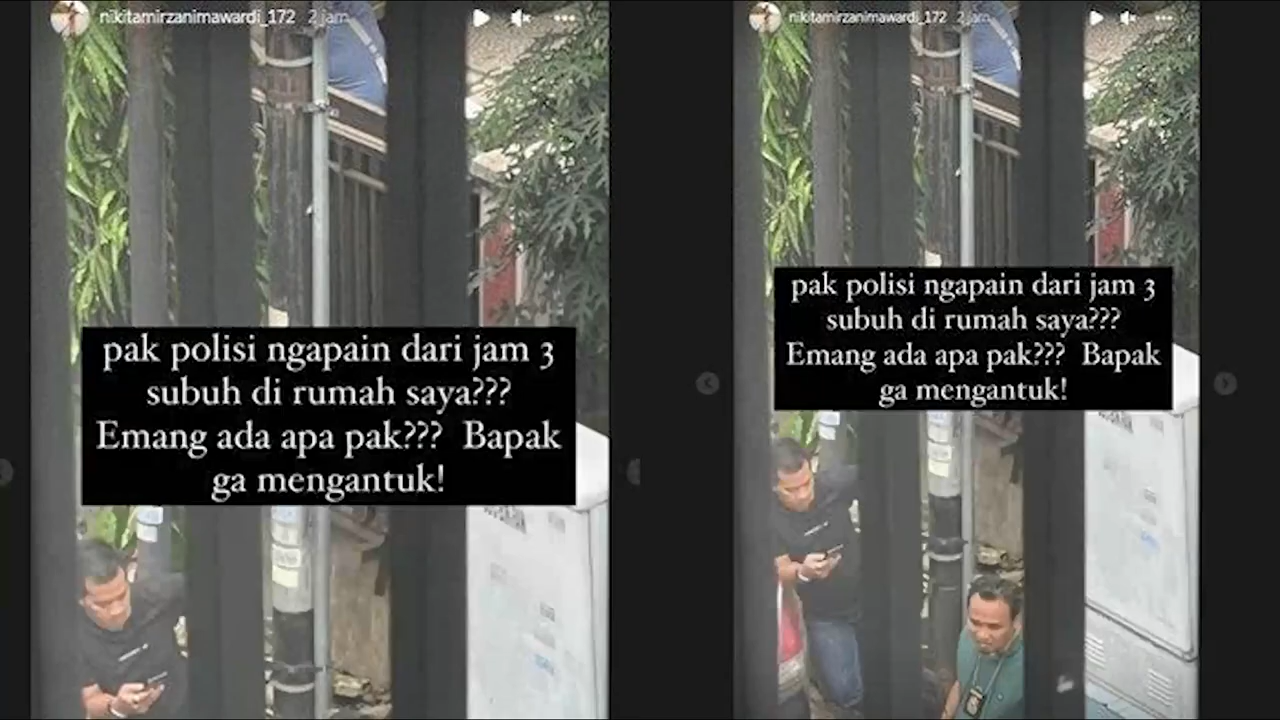 nikitamirzanimawardi_172 2 jam
pak polisi ngapain dari jam 3
subuh di rumah saya???
Emang ada apa pak??? Bapak
ga mengantuk!
nikitamirzanimawardi_172 2 jam
pak polisi ngapain dari jam 3
subuh di rumah saya???
Emang ada apa pak??? Bapak
ga mengantuk!